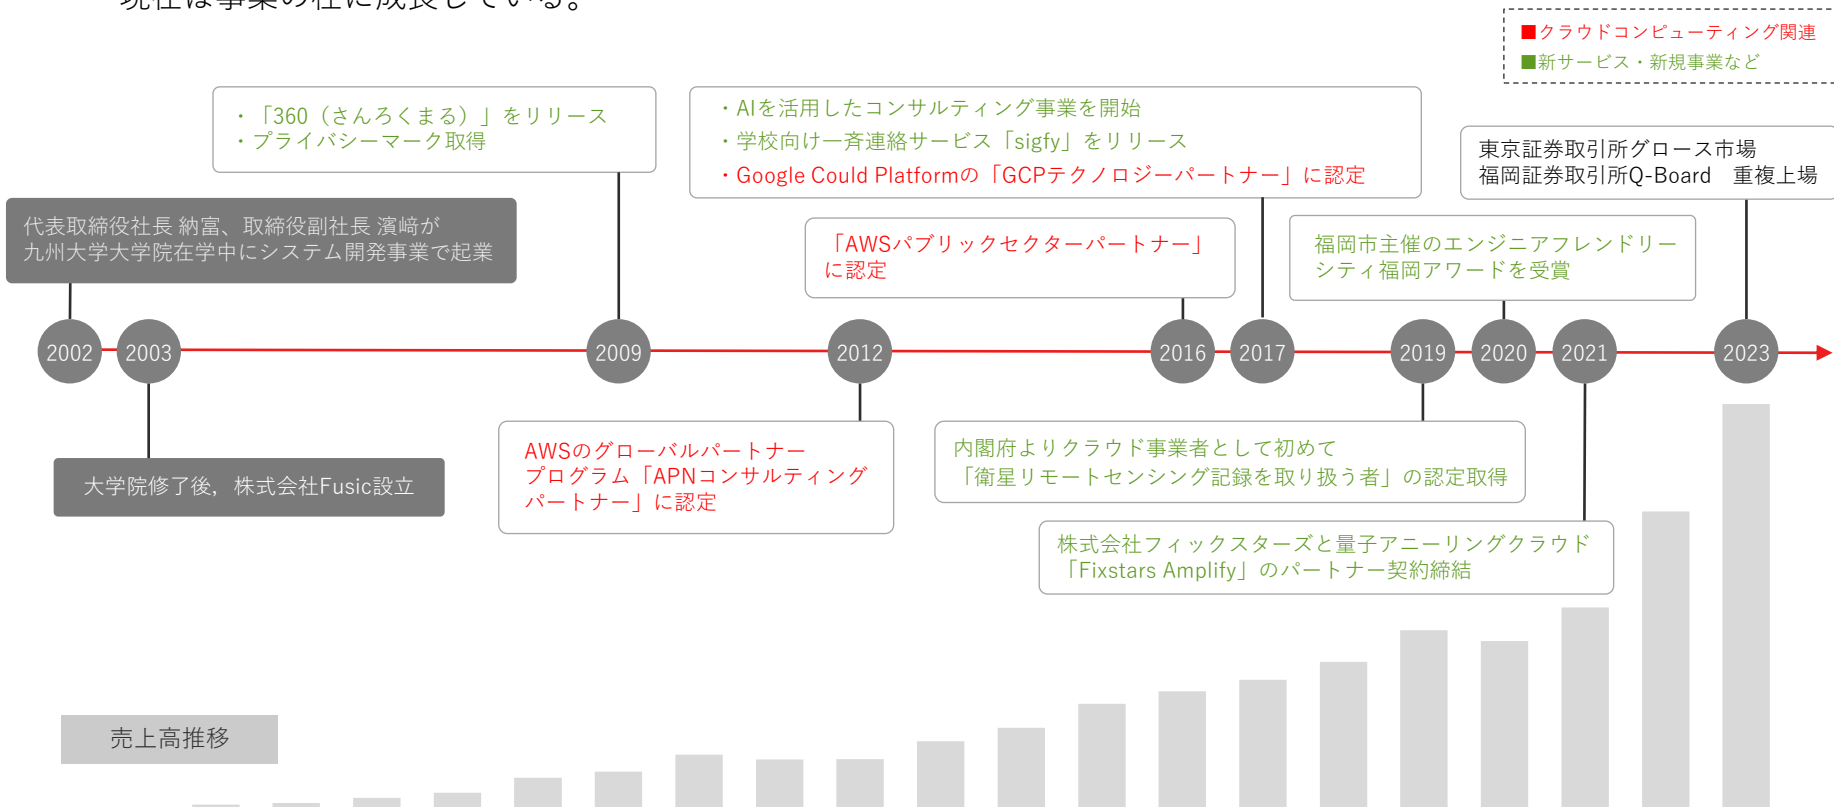 現在は事業の柱に成長している。
■クラウドコンピューティング関連
■新サービス・新規事業など
・「360（さんろくまる）」をリリース
・プライバシーマーク取得
・AIを活用したコンサルティング事業を開始
・学校向け一斉連絡サービス「sigfy」をリリース
・Google Could Platformの「GCPテクノロジーパートナー」に認定
東京証券取引所グロース市場
福岡証券取引所Q-Board　重複上場
代表取締役社長 納富、取締役副社長 濱﨑が
九州大学大学院在学中にシステム開発事業で起業
「AWSパブリックセクターパートナー」
に認定
福岡市主催のエンジニアフレンドリー
シティ福岡アワードを受賞
2002
2003
2009
2012
2016
2017
2019
2020
2021
2023
大学院修了後，株式会社Fusic設立
AWSのグローバルパートナー
プログラム「APNコンサルティング
パートナー」に認定
内閣府よりクラウド事業者として初めて
「衛星リモートセンシング記録を取り扱う者」の認定取得
株式会社フィックスターズと量子アニーリングクラウド
「Fixstars Amplify」のパートナー契約締結
売上高推移